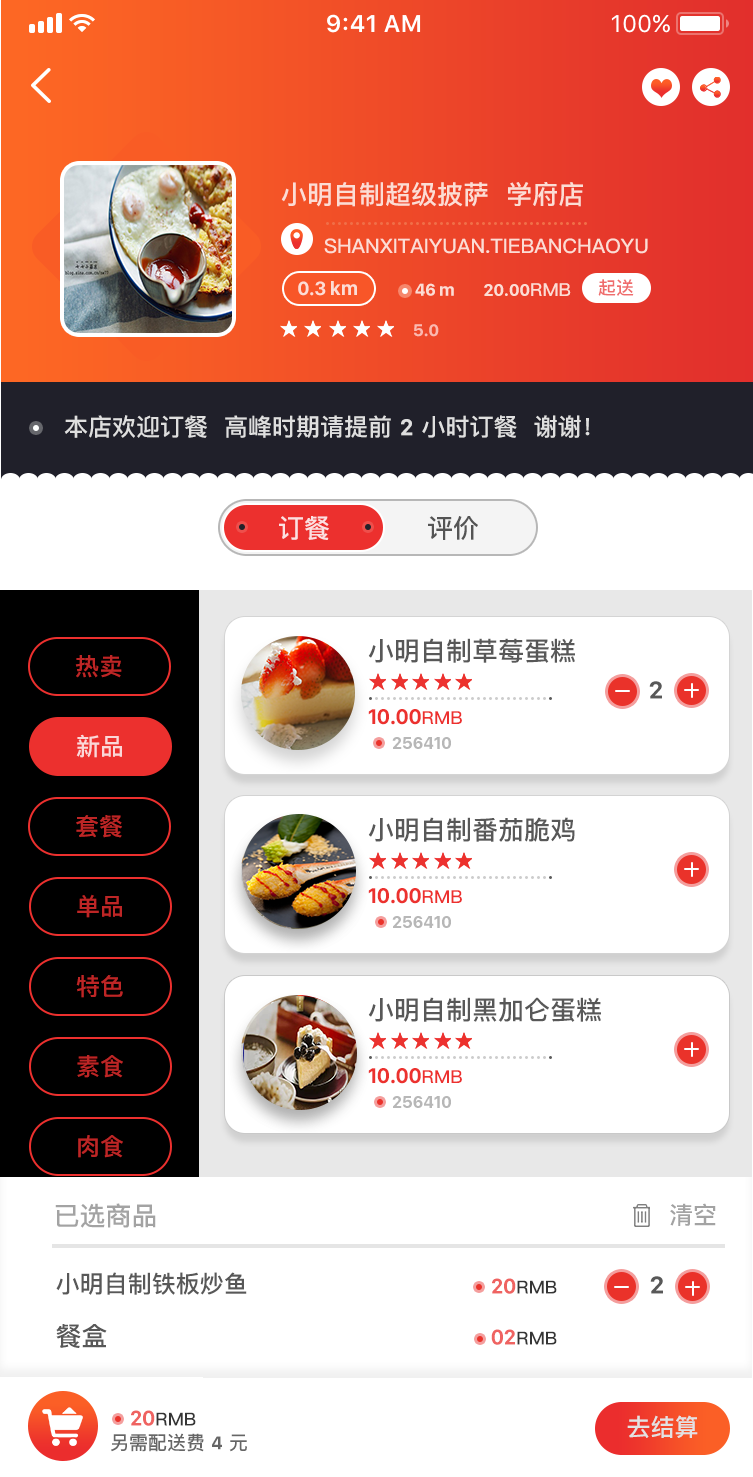 9:41 AM 100%
小明自制超级披萨 学府店
SHANXITAIYUAN.TIEBANCHAOYU
0.3 km 46 m 20.00RMB 起送
5.0
本店欢迎订餐 高峰时期请提前 2 小时订餐 谢谢!
订餐 评价
热卖
新品
套餐
单品
特色
素食
肉食
小明自制草莓蛋糕
10.00RMB
256410
2
小明自制番茄脆鸡
10.00RMB
256410
小明自制黑加仑蛋糕
10.00RMB
256410
已选商品 清空
小明自制铁板炒鱼 20RMB 2
餐盒 02RMB
20RMB
另需配送费 4 元
去结算